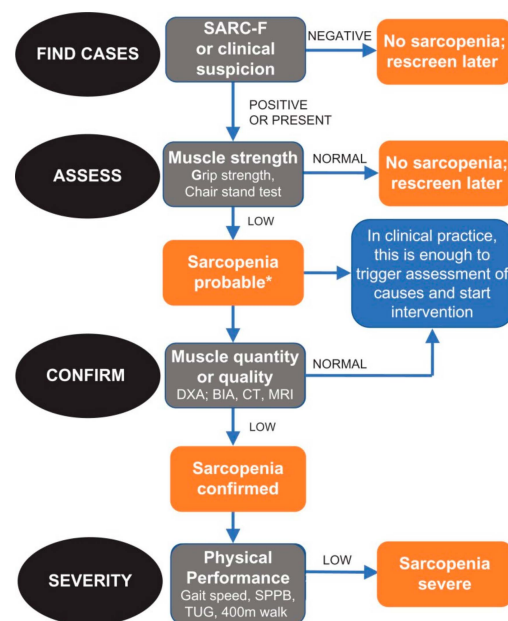 FIND CASES
SARC-F
or clinical
suspicion
NEGATIVE
No sarcopenia;
rescreen later
POSITIVE
OR PRESENT
ASSESS
Muscle strength
Grip strength,
Chair stand test
NORMAL
No sarcopenia;
rescreen later
LOW
Sarcopenia
probable*
In clinical practice,
this is enough to
trigger assessment of
causes and start
intervention
CONFIRM
Muscle quantity
or quality
DXA; BIA, CT, MRI
NORMAL
LOW
Sarcopenia
confirmed
SEVERITY
Physical
Performance
Gait speed, SPPB,
TUG, 400m walk
LOW
Sarcopenia
severe